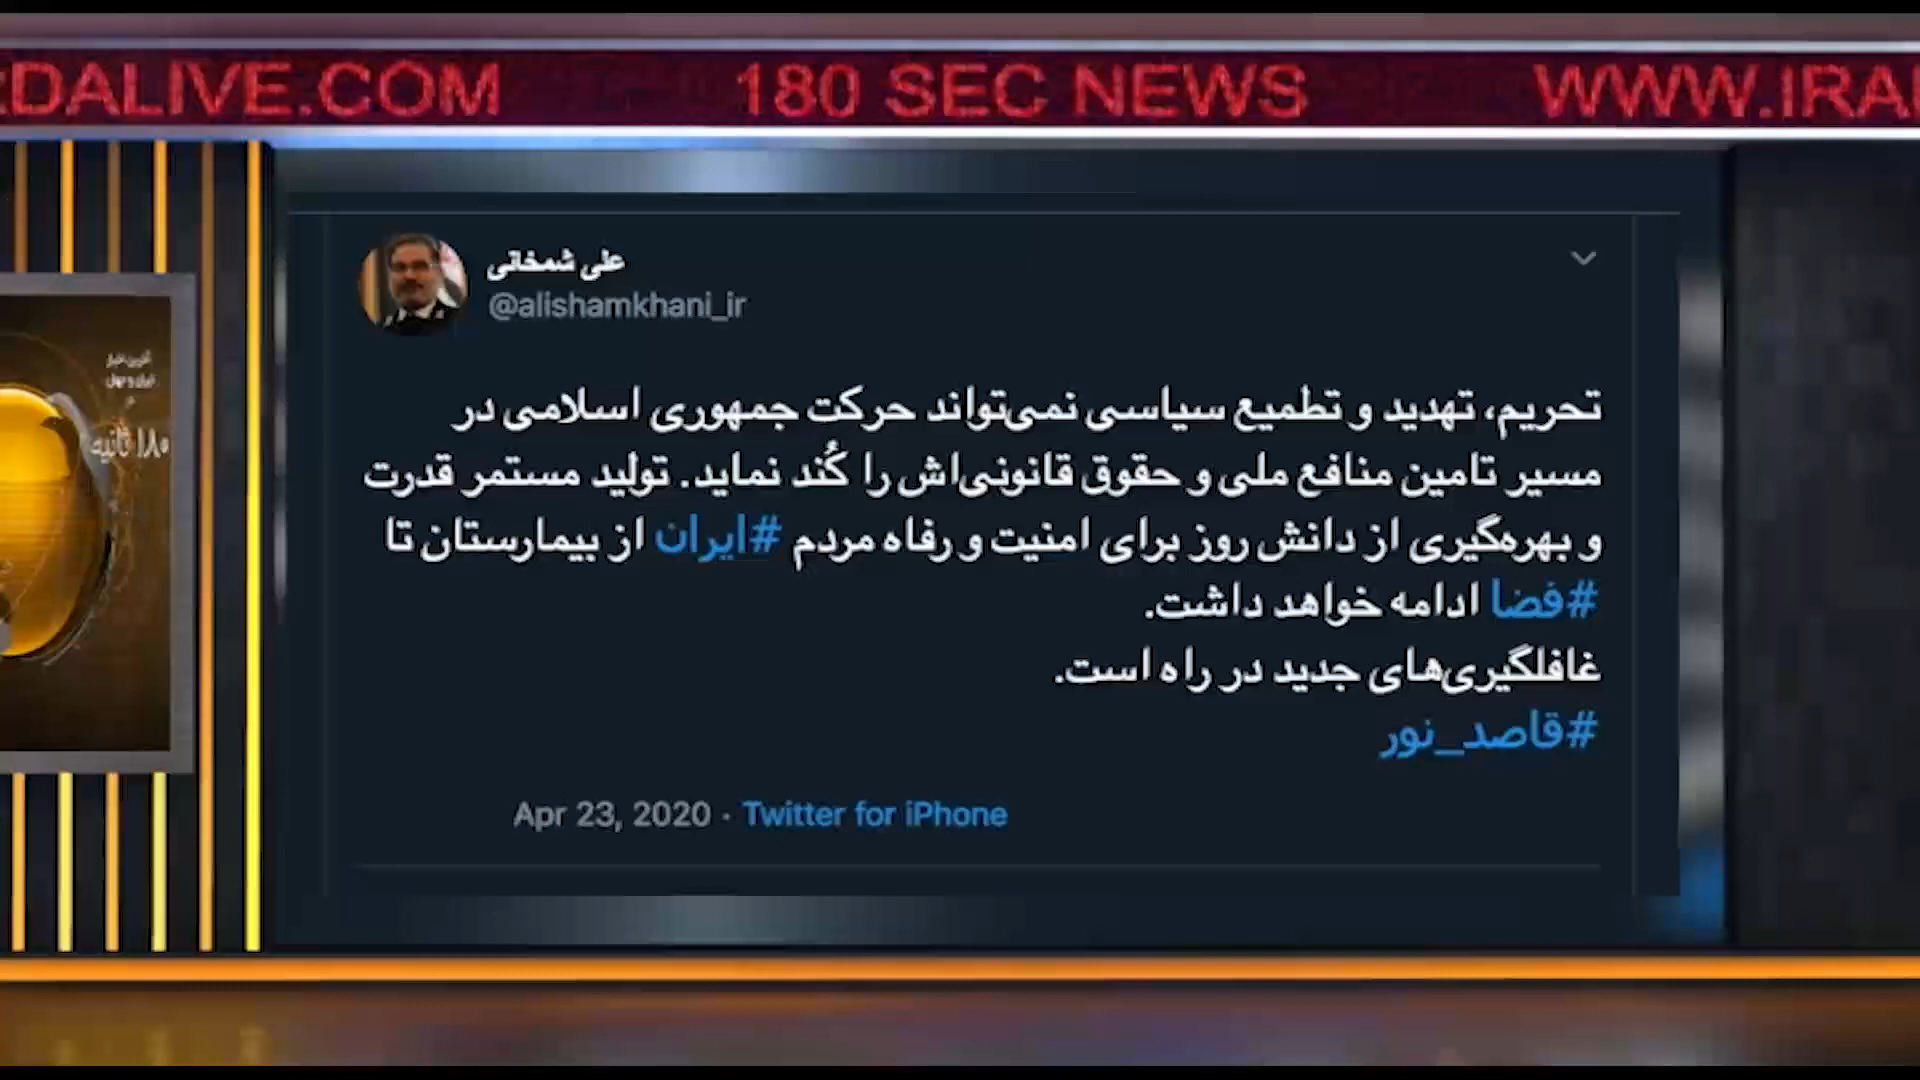 RDALIVE.COM 180 SEC NEWS WWW.IRA
علی شمخانی
@alishamkhani_ir
تحریم، تهدید و تطمیع سیاسی نمی‌تواند حرکت جمهوری اسلامی در
مسیر تامین منافع ملی و حقوق قانونی‌اش را کُند نماید. تولید مستمر قدرت
و بهره‌گیری از دانش روز برای امنیت و رفاه مردم #ایران از بیمارستان تا
#فضا ادامه خواهد داشت.
غافلگیری‌های جدید در راه است.
#قاصد_نور
Apr 23, 2020 · Twitter for iPhone
۱۸۰ ثانیه